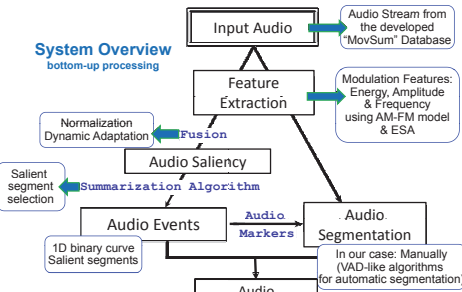 Input Audio
Audio Stream from
the developed
“MovSum” Database
System Overview
bottom-up processing
Feature
Extraction
Modulation Features:
Energy, Amplitude
& Frequency
using AM-FM model
& ESA
Normalization
Dynamic Adaptation
Fusion
Audio Saliency
Salient
segment
selection
Summarization Algorithm
Audio Events
Audio
Markers
Audio
Segmentation
1D binary curve
Salient segments
In our case: Manually
(VAD-like algorithms
for automatic segmentation)
Audio